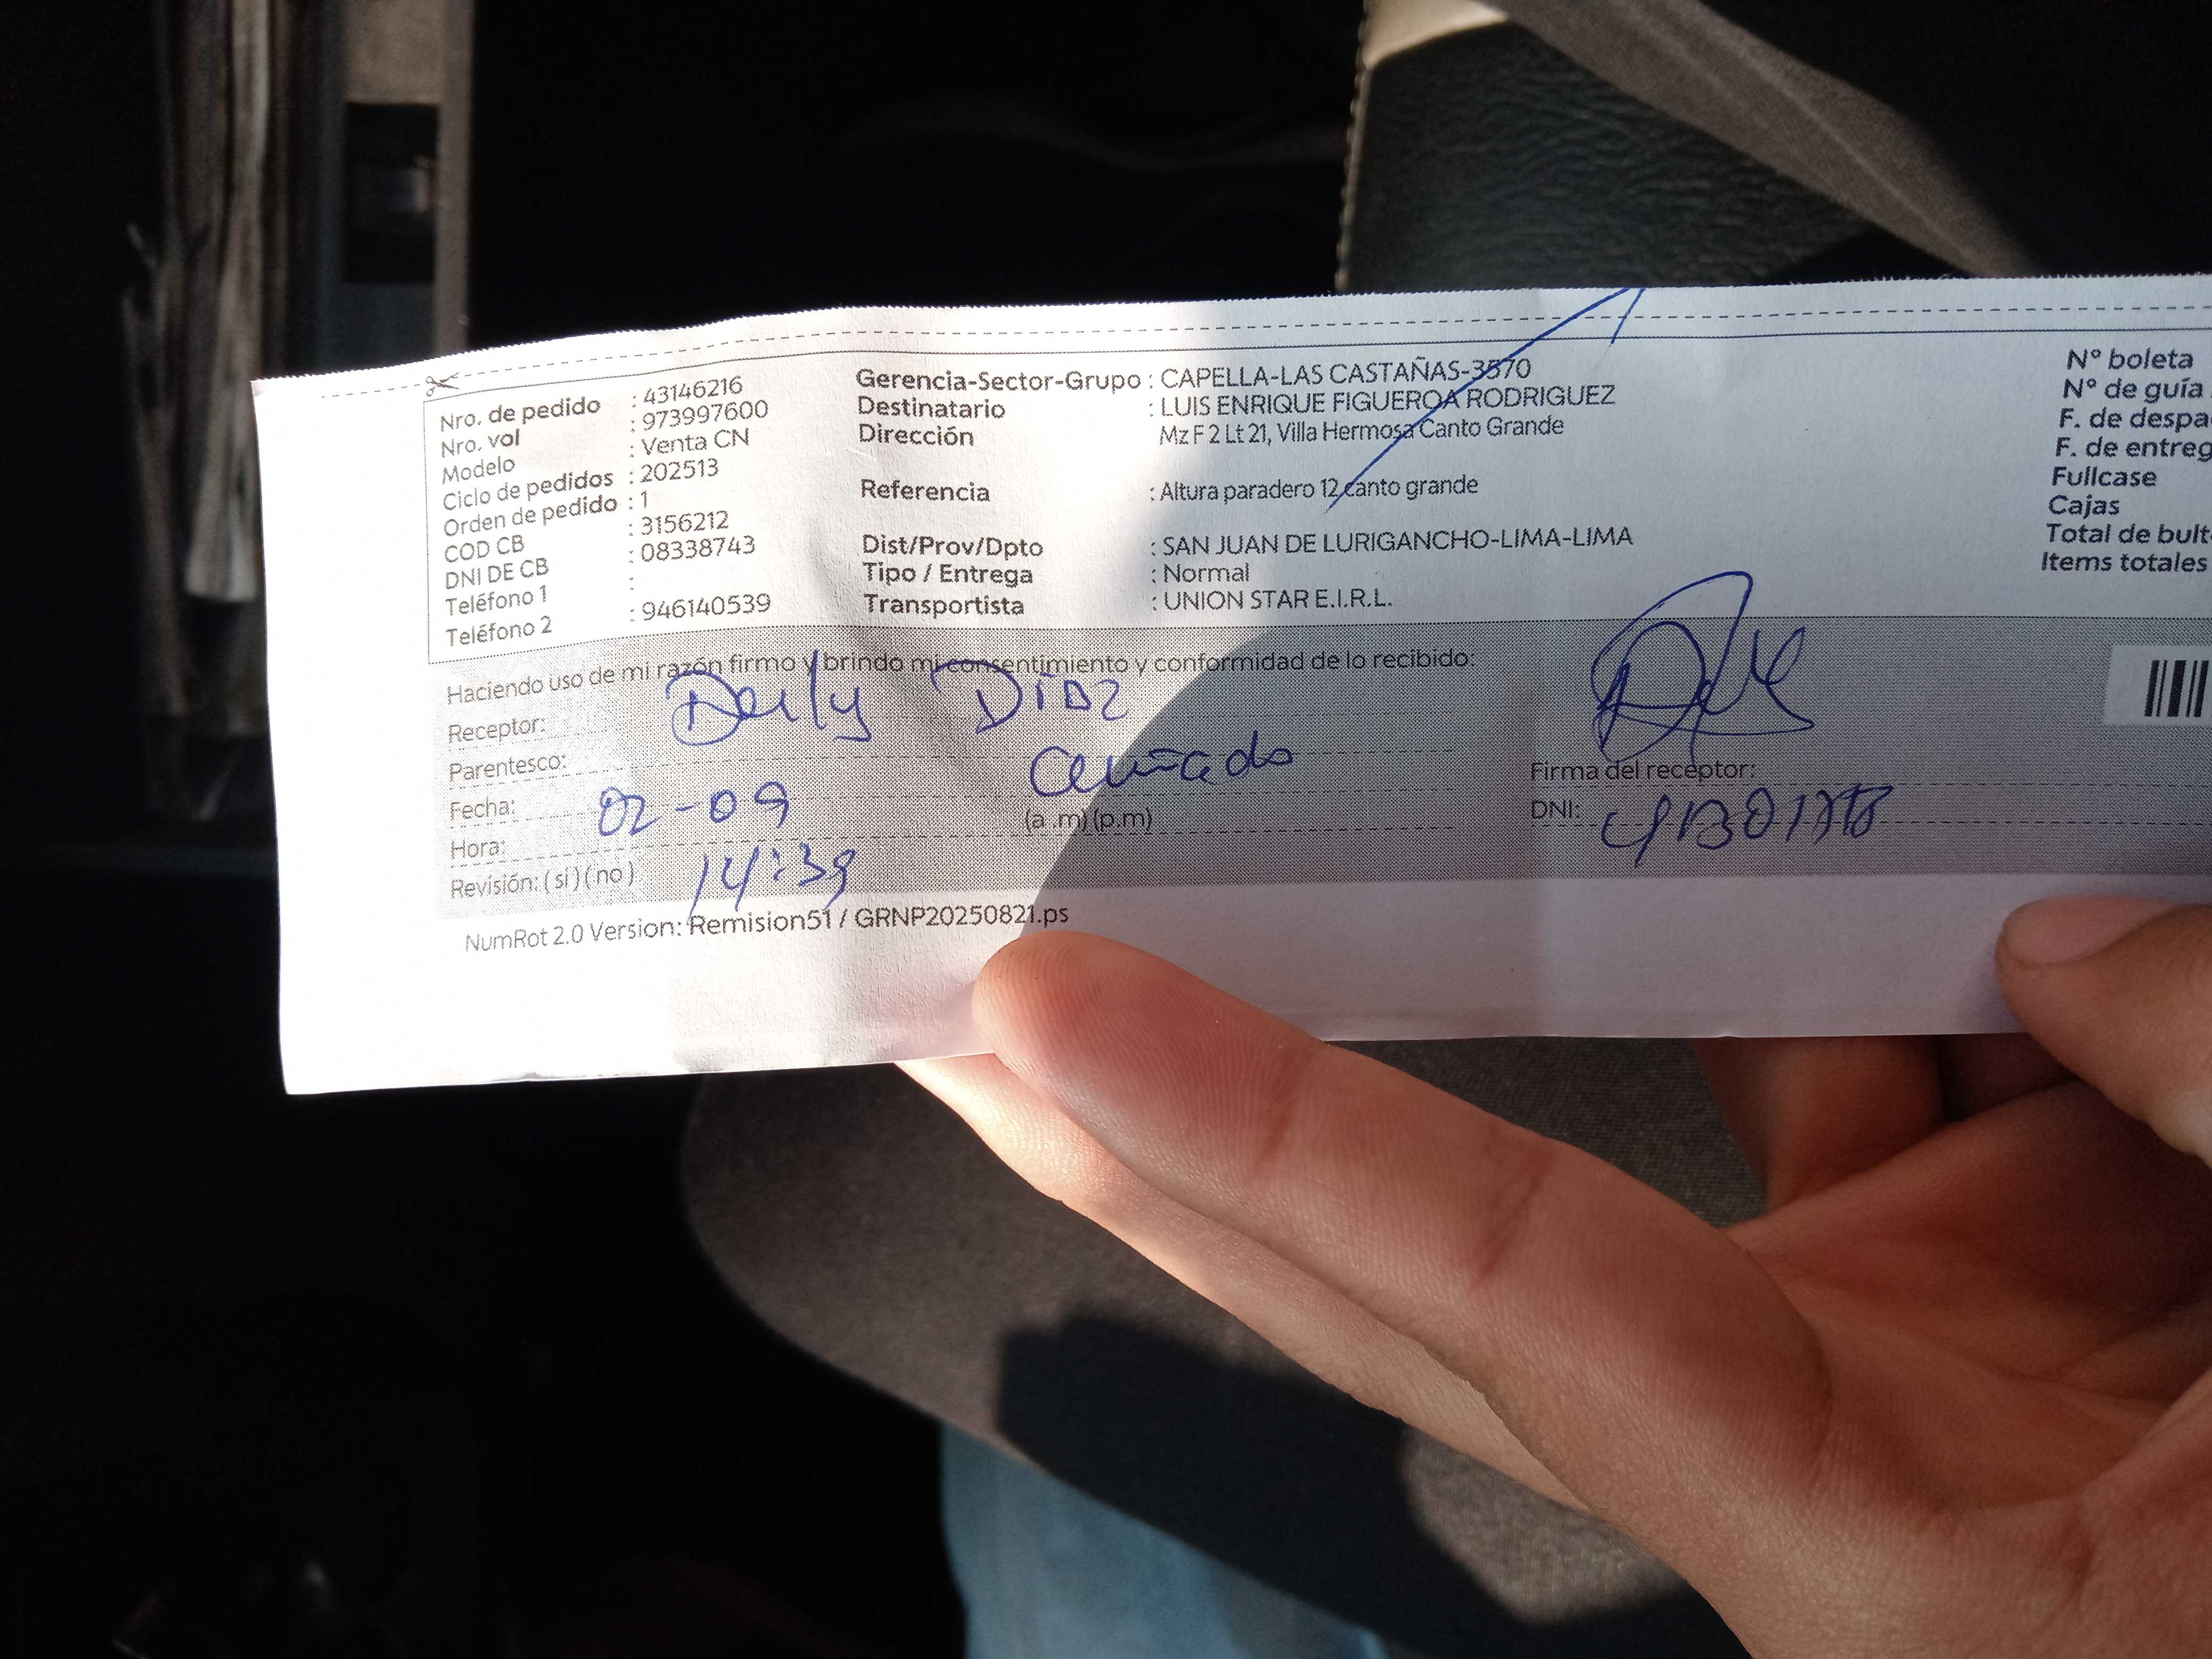 Nro. de pedido : 43146216
Nro. vol : 973997600
Modelo : Venta CN
Ciclo de pedidos : 202513
Orden de pedido : 1
COD CB : 3156212
DNI DE CB : 08338743
Teléfono 1 :
Teléfono 2 : 946140539
Gerencia-Sector-Grupo : CAPELLA-LAS CASTAÑAS-3570
Destinatario : LUIS ENRIQUE FIGUEROA RODRIGUEZ
Dirección Mz F 2 Lt 21, Villa Hermosa Canto Grande
Referencia : Altura paradero 12 canto grande
Dist/Prov/Dpto : SAN JUAN DE LURIGANCHO-LIMA-LIMA
Tipo / Entrega : Normal
Transportista : UNION STAR E.I.R.L.
Nº boleta
Nº de guía
F. de despa
F. de entreg
Fullcase
Cajas
Total de bult
Items totales
Haciendo uso de mi razón firmo y brindo mi consentimiento y conformidad de lo recibido:
Receptor: Díaz
Parentesco:
Fecha: 02-09
Hora: (a .m) (p.m)
Revisión: ( si ) ( no ) 14:39
Firma del receptor:
DNI:
NumRot 2.0 Version: Remision51 / GRNP20250821.ps